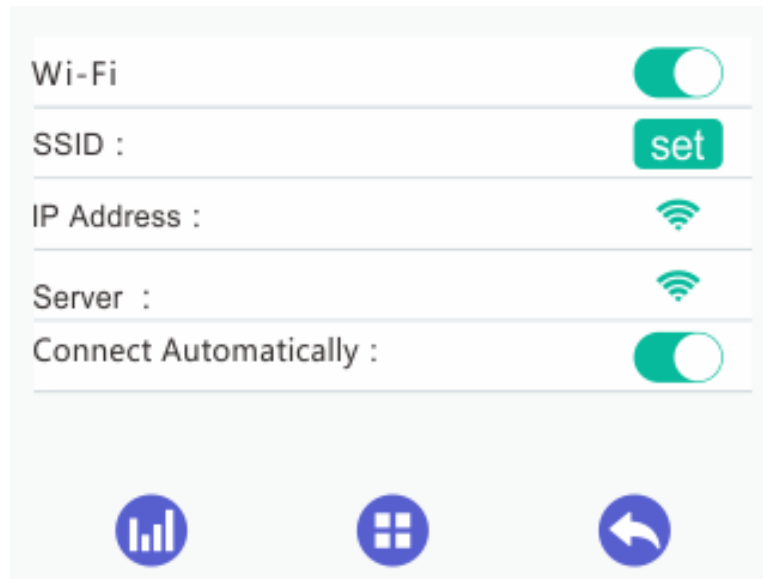 Wi-Fi
SSID :
set
IP Address :
Server :
Connect Automatically :